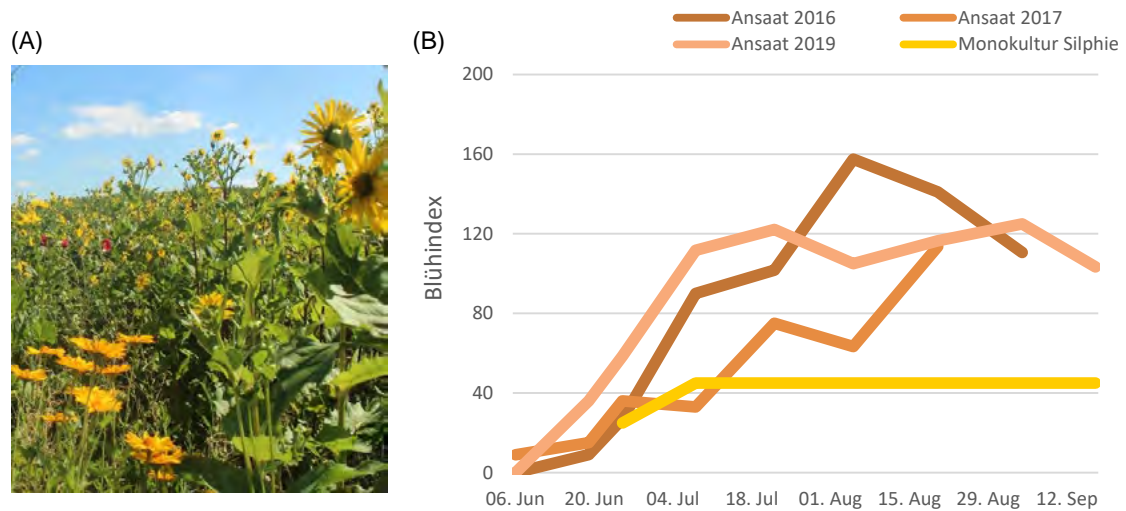 (A)
(B)
Ansaat 2016 Ansaat 2017
Ansaat 2019 Monokultur Silphie
Blühindex
200
160
120
80
40
0
06. Jun 20. Jun 04. Jul 18. Jul 01. Aug 15. Aug 29. Aug 12. Sep